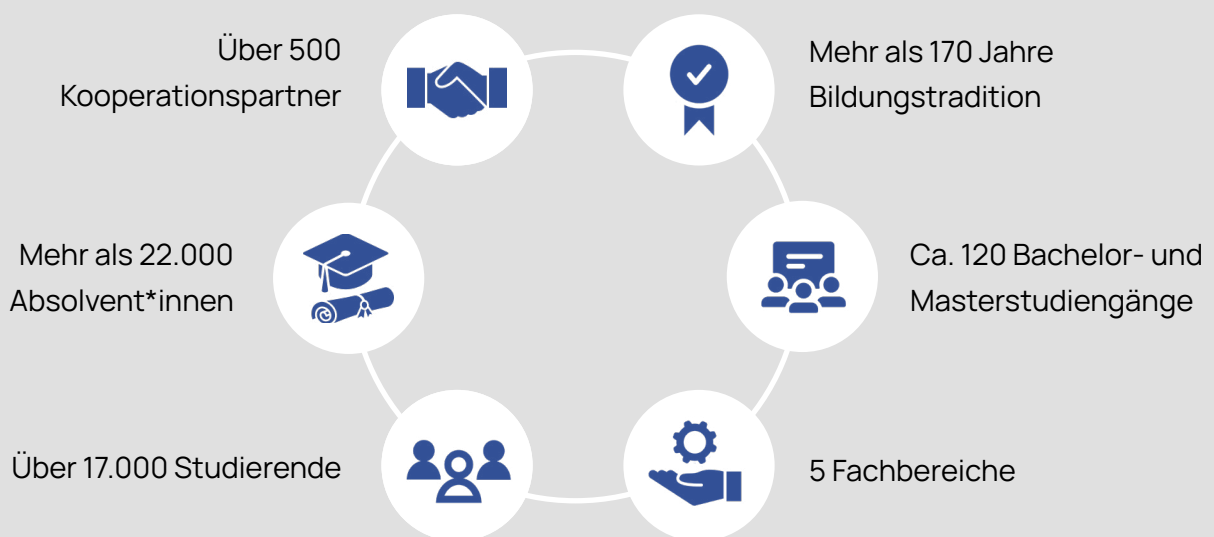 Über 500
Kooperationspartner
Mehr als 170 Jahre
Bildungstradition
Mehr als 22.000
Absolvent*innen
Ca. 120 Bachelor- und
Masterstudiengänge
Über 17.000 Studierende
5 Fachbereiche